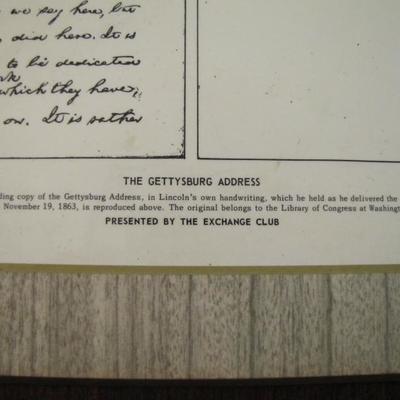 we say here, but
did here. It is
to be dedicated
work
which they have,
on. It is rather
THE GETTYSBURG ADDRESS
ding copy of the Gettysburg Address, in Lincoln's own handwriting, which he held as he delivered the
November 19, 1863, is reproduced above. The original belongs to the Library of Congress at Washingt
PRESENTED BY THE EXCHANGE CLUB